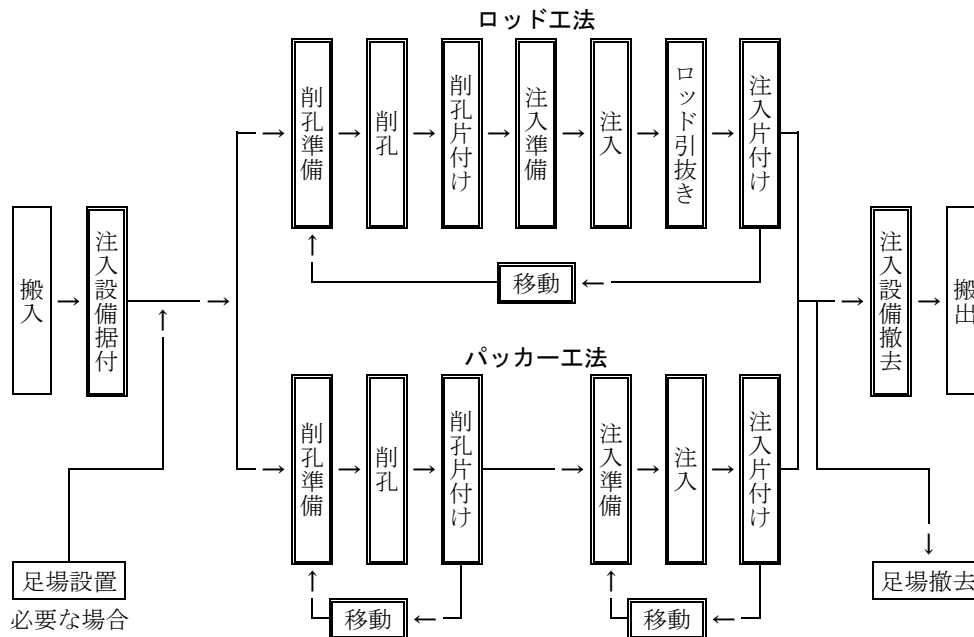 ロッド工法
削孔準備
削孔
削孔片付け
注入準備
注入
ロッド引抜き
注入片付け
移動
搬入
注入設備据付
注入設備撤去
搬出
パッカー工法
削孔準備
削孔
削孔片付け
注入準備
注入
注入片付け
移動
移動
足場設置
必要な場合
足場撤去